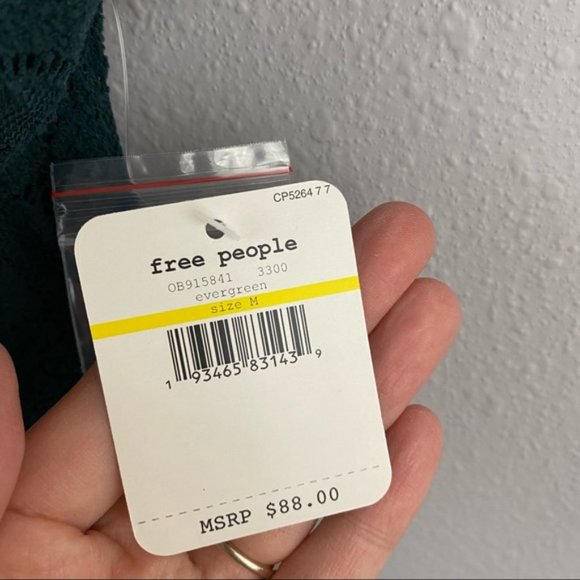 CP5264 7 7
free people
OB915841 3300
evergreen
size M
1 93465 83143 9
MSRP $88.00